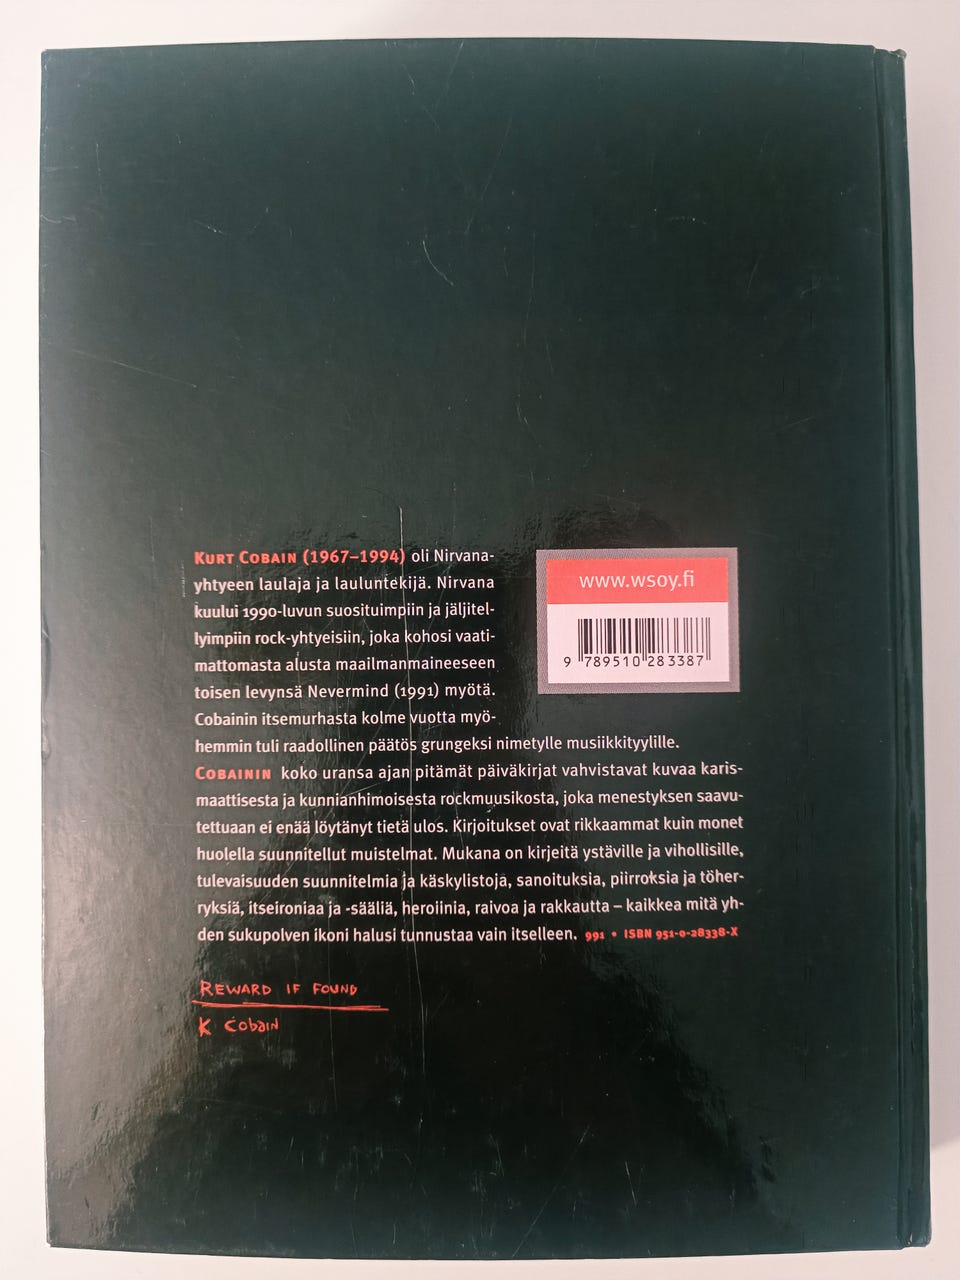 KURT COBAIN (1967–1994) oli Nirvana-
yhtyeen laulaja ja lauluntekijä. Nirvana
kuului 1990-luvun suosituimpiin ja jäljitel-
lyimpiin rock-yhtyeisiin, joka kohosi vaati-
mattomasta alusta maailmanmaineeseen
toisen levynsä Nevermind (1991) myötä.
Cobainin itsemurhasta kolme vuotta myö-
hemmin tuli raadollinen päätös grungeksi nimetylle musiikkityylille.
COBAININ koko uransa ajan pitämät päiväkirjat vahvistavat kuvaa karis-
maattisesta ja kunnianhimoisesta rockmuusikosta, joka menestyksen saavu-
tettuaan ei enää löytänyt tietä ulos. Kirjoitukset ovat rikkaammat kuin monet
huolella suunnitellut muistelmat. Mukana on kirjeitä ystäville ja vihollisille,
tulevaisuuden suunnitelmia ja käskylistoja, sanoituksia, piirroksia ja töher-
ryksiä, itseironiaa ja -sääliä, heroiinia, raivoa ja rakkautta – kaikkea mitä yh-
den sukupolven ikoni halusi tunnustaa vain itselleen. 991 • ISBN 951-0-28338-X
www.wsoy.fi
9 789510 283387
REWARD IF FOUND
K Cobain